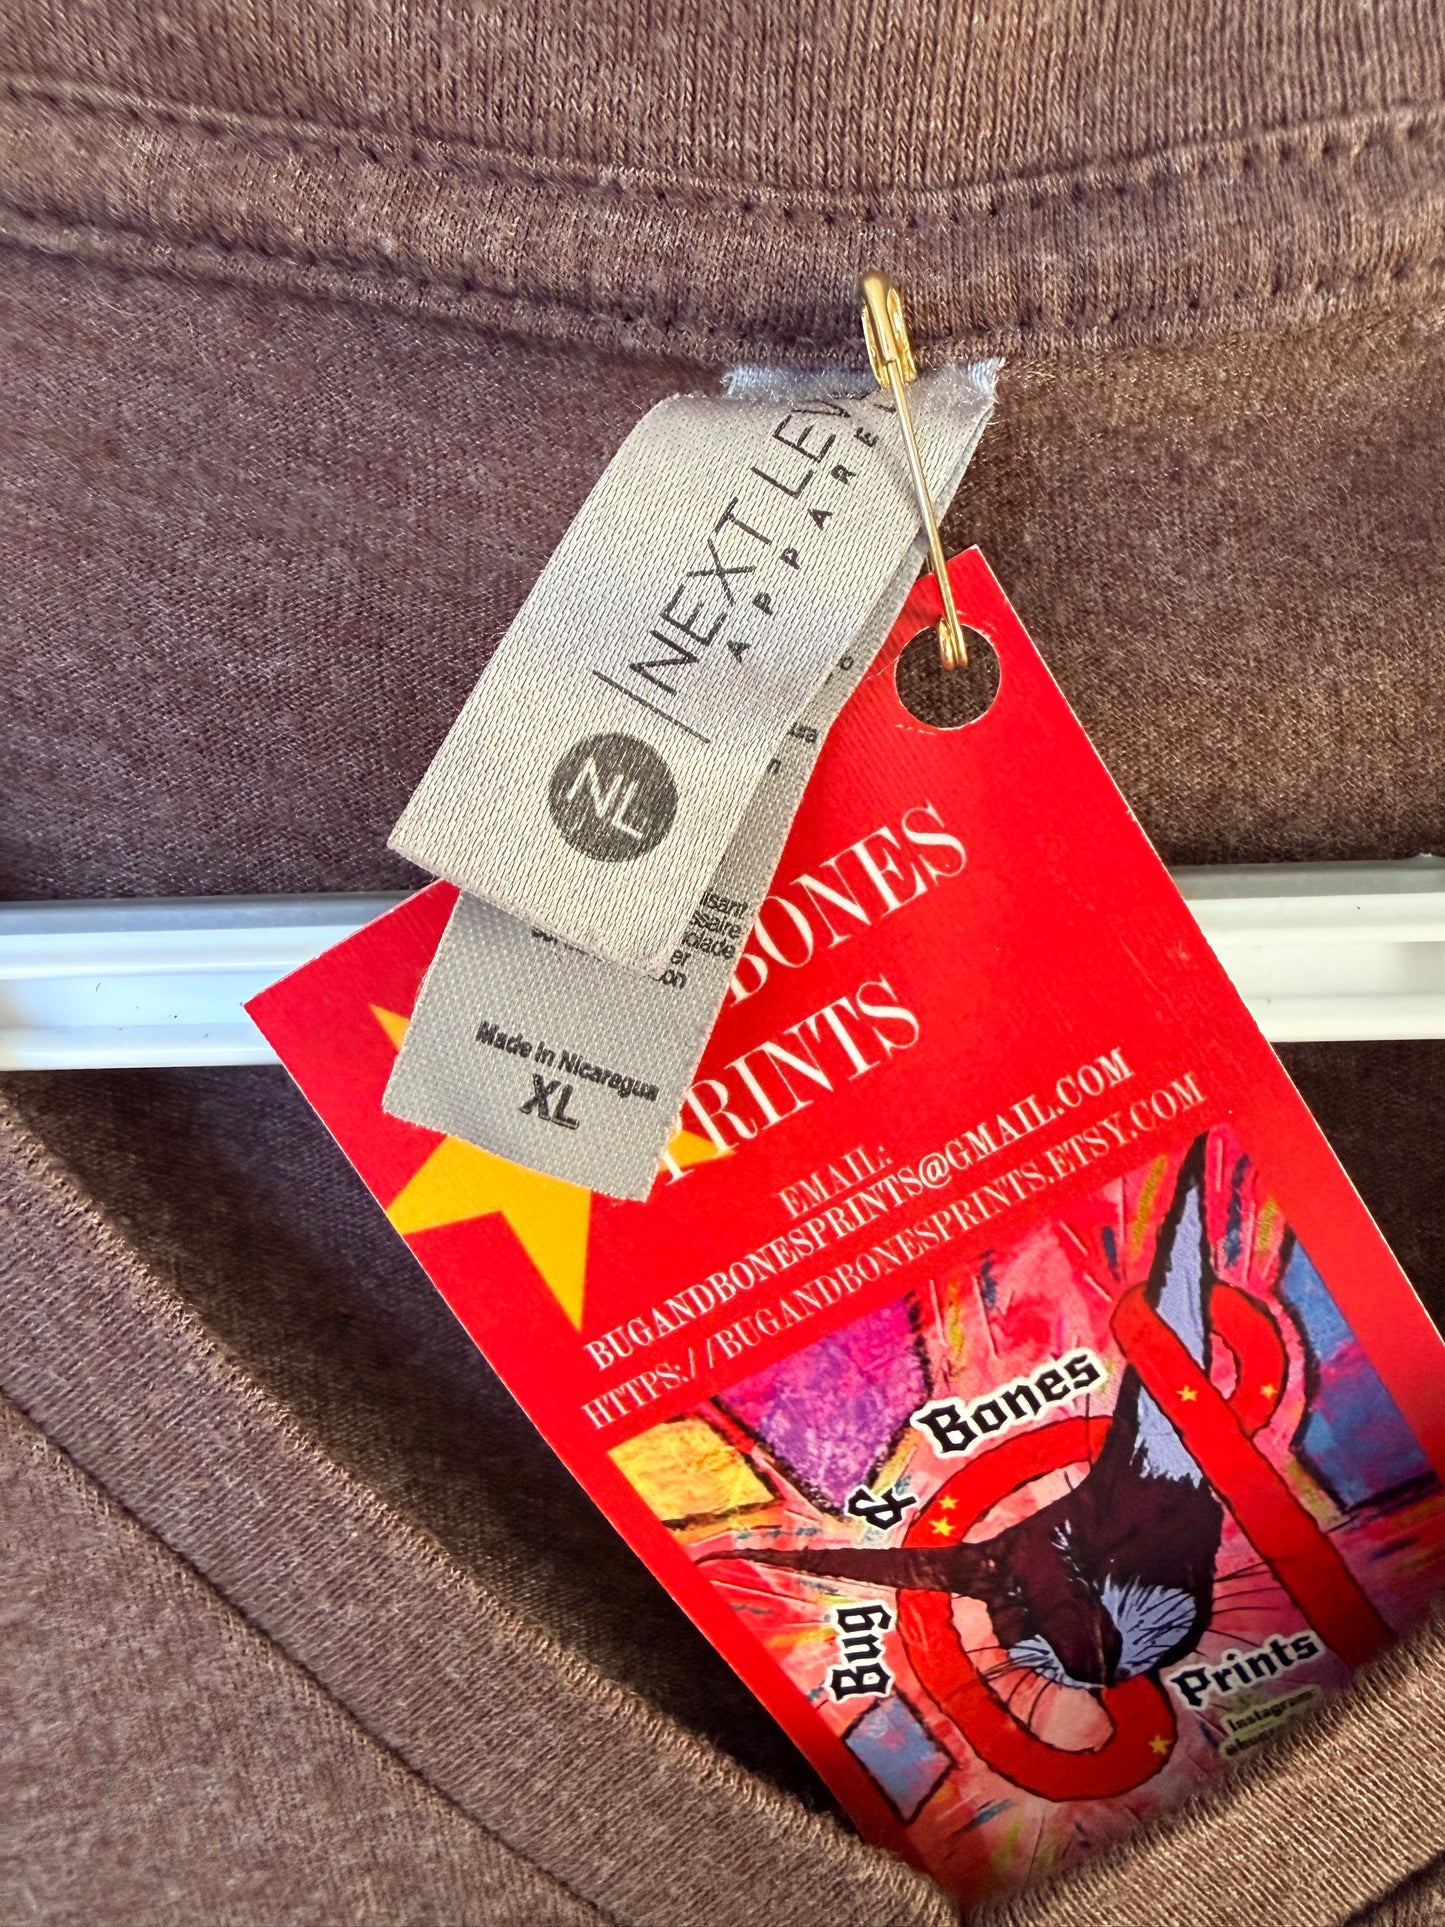 NEXT LEV
APPAREL
NL
Made in Nicaragua
XL
BONES
PRINTS
EMAIL:
BUGANDBONESPRINTS@GMAIL.COM
HTTPS://BUGANDBONESPRINTS.ETSY.COM
Bug & Bones
Prints
Instagram